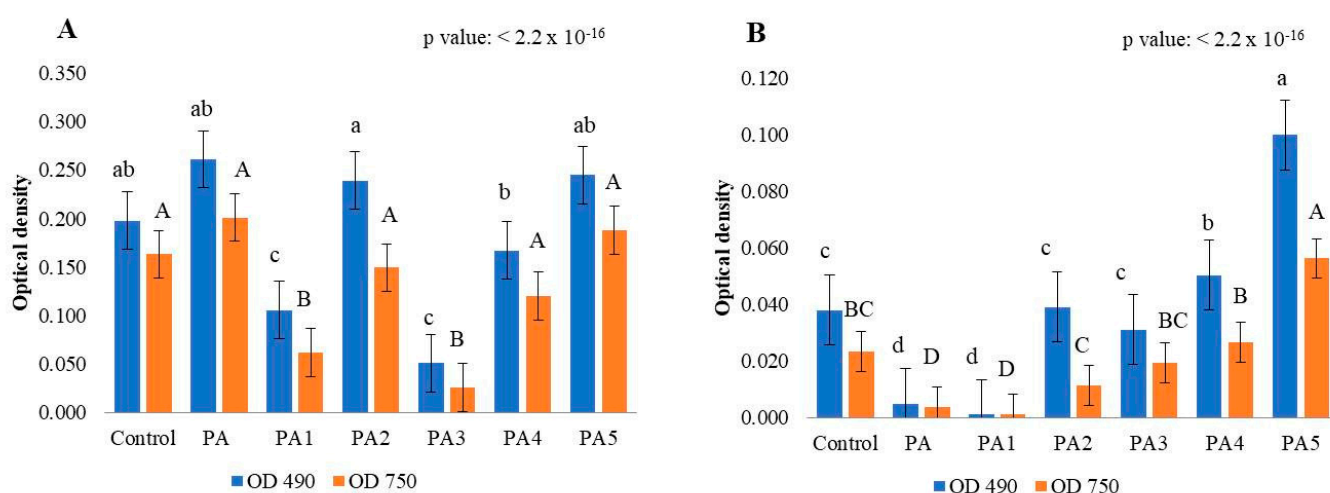 A
p value: < 2.2 x 10-16
Optical density
0.350
0.300
0.250
0.200
0.150
0.100
0.050
0.000
ab
A
ab
A
c
B
a
A
c
B
b
A
ab
A
Control PA PA1 PA2 PA3 PA4 PA5
OD 490 OD 750
B
p value: < 2.2 x 10-16
Optical density
0.120
0.100
0.080
0.060
0.040
0.020
0.000
c
BC
d
D
d
D
c
C
c
BC
b
B
a
A
Control PA PA1 PA2 PA3 PA4 PA5
OD 490 OD 750